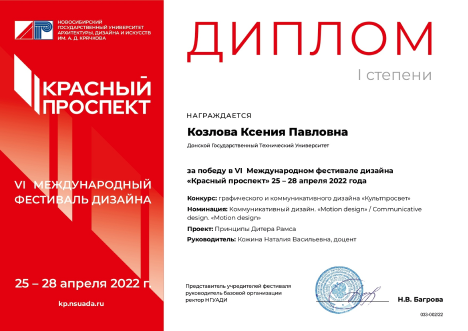 НОВОСИБИРСКИЙ
ГОСУДАРСТВЕННЫЙ УНИВЕРСИТЕТ
АРХИТЕКТУРЫ, ДИЗАЙНА И ИСКУССТВ
ИМ. А. Д. КРЯЧКОВА
КРАСНЫЙ
ПРОСПЕКТ
VI МЕЖДУНАРОДНЫЙ
ФЕСТИВАЛЬ ДИЗАЙНА
25 – 28 апреля 2022 г.
kp.nsuada.ru
ДИПЛОМ
I степени
НАГРАЖДАЕТСЯ
Козлова Ксения Павловна
Донской Государственный Технический Университет
за победу в VI Международном фестивале дизайна
«Красный проспект» 25 – 28 апреля 2022 года
Конкурс: графического и коммуникативного дизайна «Культпросвет»
Номинация: Коммуникативный дизайн. «Motion design» / Communicative
design. «Motion design»
Проект: Принципы Дитера Рамса
Руководитель: Кожина Наталия Васильевна, доцент
Представитель учредителей фестиваля
руководитель базовой организации
ректор НГУАДИ
Н.В. Багрова